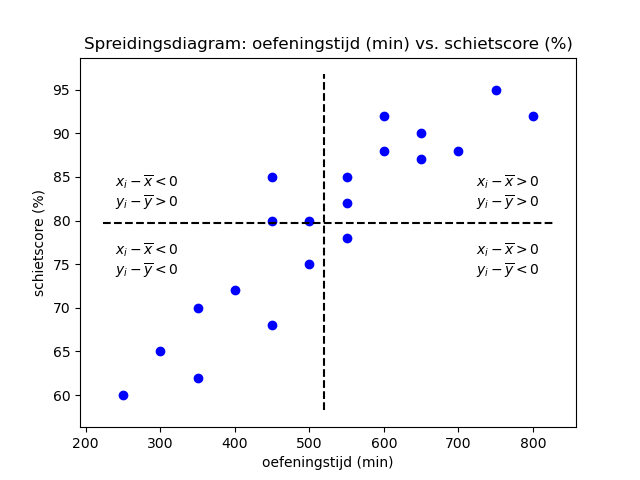 Spreidingsdiagram: oefeningstijd (min) vs. schietscore (%)
95
90
85
80
75
70
65
60
schietscore (%)
xᵢ − x̅ < 0
yᵢ − y̅ > 0
xᵢ − x̅ > 0
yᵢ − y̅ > 0
xᵢ − x̅ < 0
yᵢ − y̅ < 0
xᵢ − x̅ > 0
yᵢ − y̅ < 0
200 300 400 500 600 700 800
oefeningstijd (min)